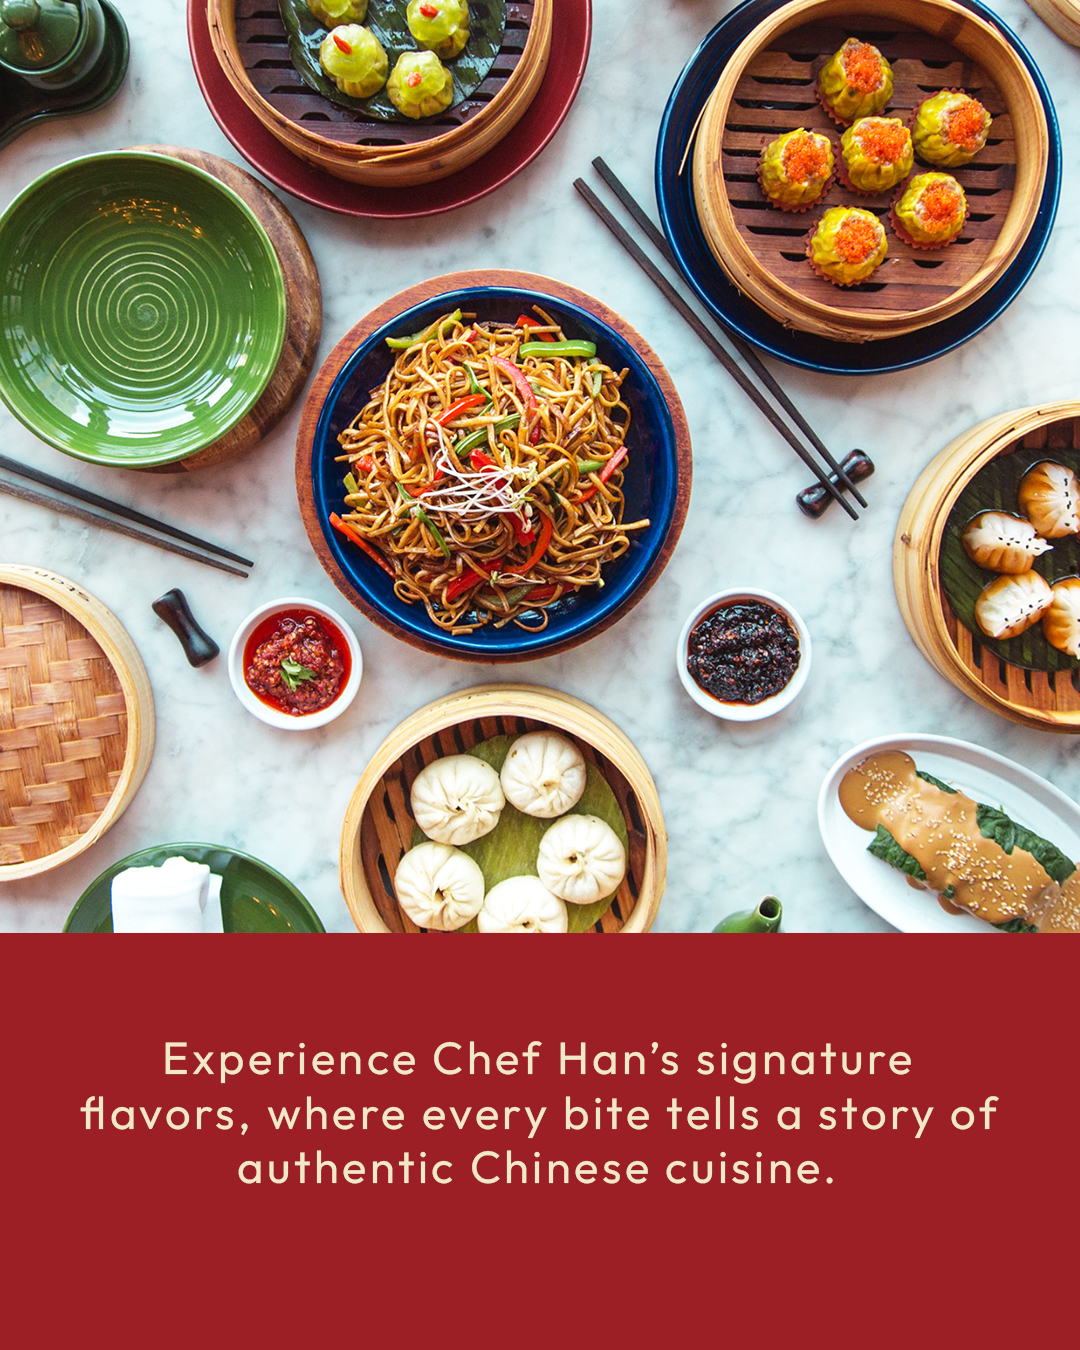 Experience Chef Han’s signature
flavors, where every bite tells a story of
authentic Chinese cuisine.